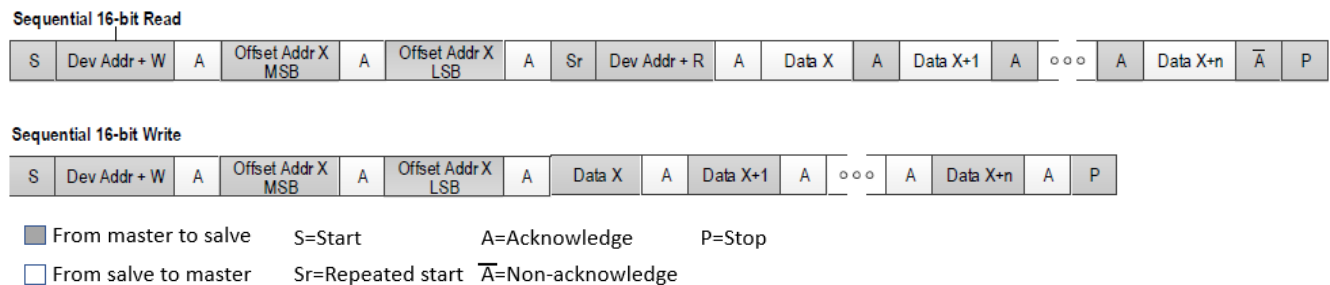 Sequential 16-bit Read
S Dev Addr + W A Offset Addr X MSB A Offset Addr X LSB A Sr Dev Addr + R A Data X A Data X+1 A ooo A Data X+n A̅ P
Sequential 16-bit Write
S Dev Addr + W A Offset Addr X MSB A Offset Addr X LSB A Data X A Data X+1 A ooo A Data X+n A P
From master to salve S=Start A=Acknowledge P=Stop
From salve to master Sr=Repeated start A̅=Non-acknowledge